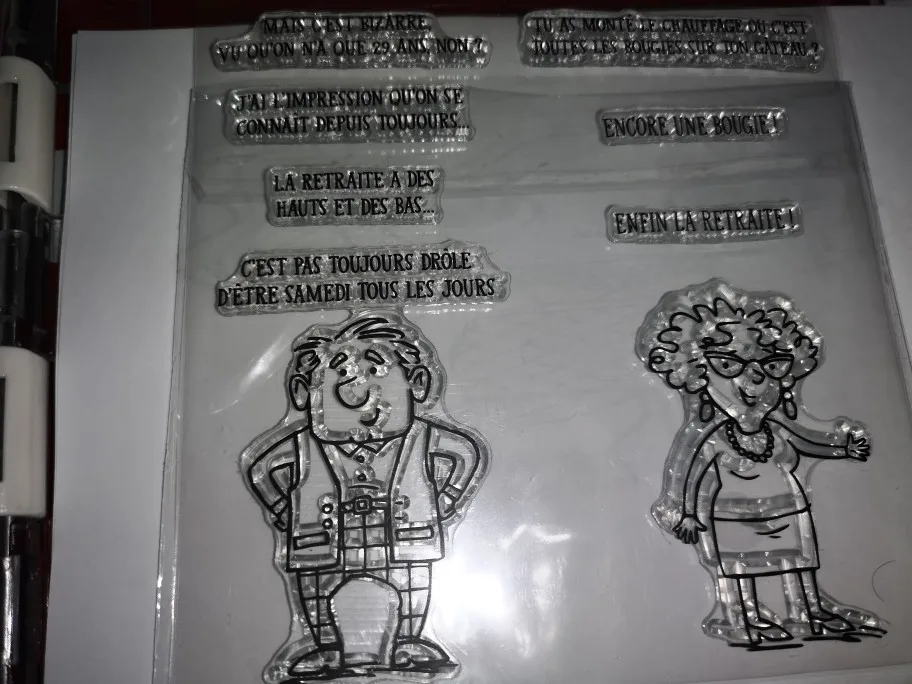 MAIS C'EST BIZARRE
VU QU'ON N'A QUE 29 ANS, NON ?
TU AS MONTÉ LE CHAUFFAGE OU C'EST
TOUTES LES BOUGIES SUR TON GÂTEAU ?
J'AI L'IMPRESSION QU'ON SE
CONNAÎT DEPUIS TOUJOURS...
ENCORE UNE BOUGIE !
LA RETRAITE A DES
HAUTS ET DES BAS...
ENFIN LA RETRAITE !
C'EST PAS TOUJOURS DRÔLE
D'ÊTRE SAMEDI TOUS LES JOURS